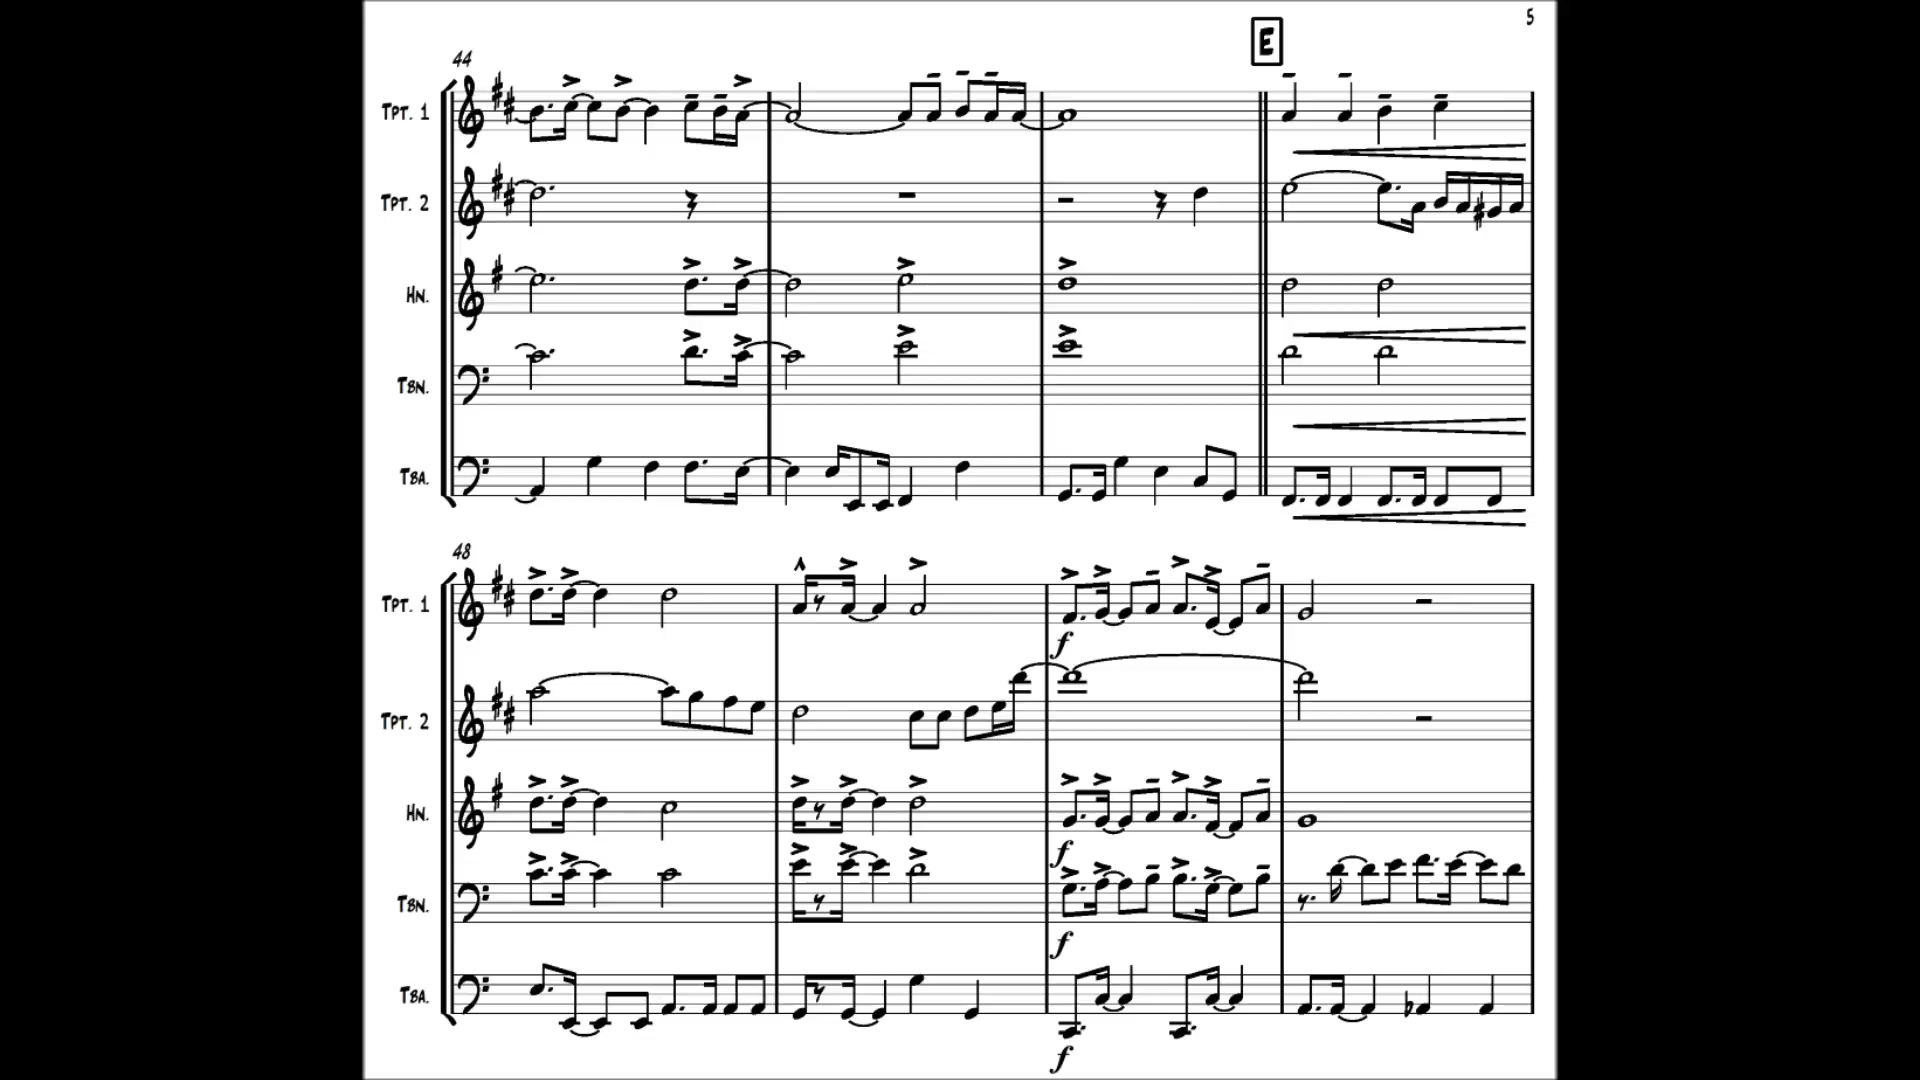 5
E
44
Tpt. 1
Tpt. 2
Hn.
Tbn.
Tba.
48
Tpt. 1
f
Tpt. 2
Hn.
f
Tbn.
f
Tba.
f